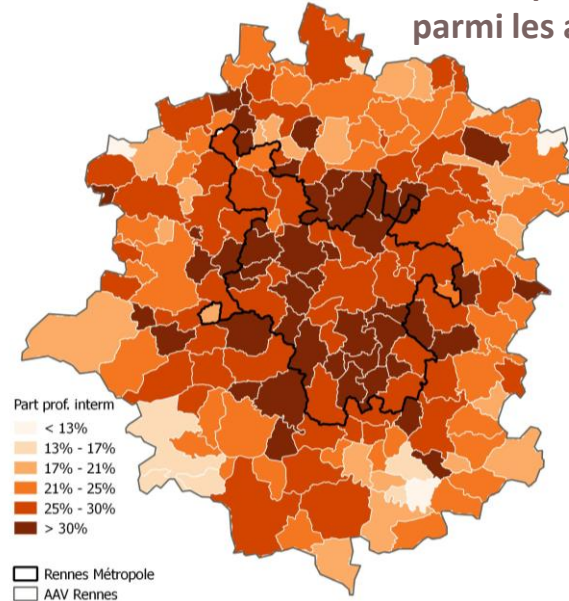 parmi les a
Part prof. interm
< 13%
13% - 17%
17% - 21%
21% - 25%
25% - 30%
> 30%
Rennes Métropole
AAV Rennes